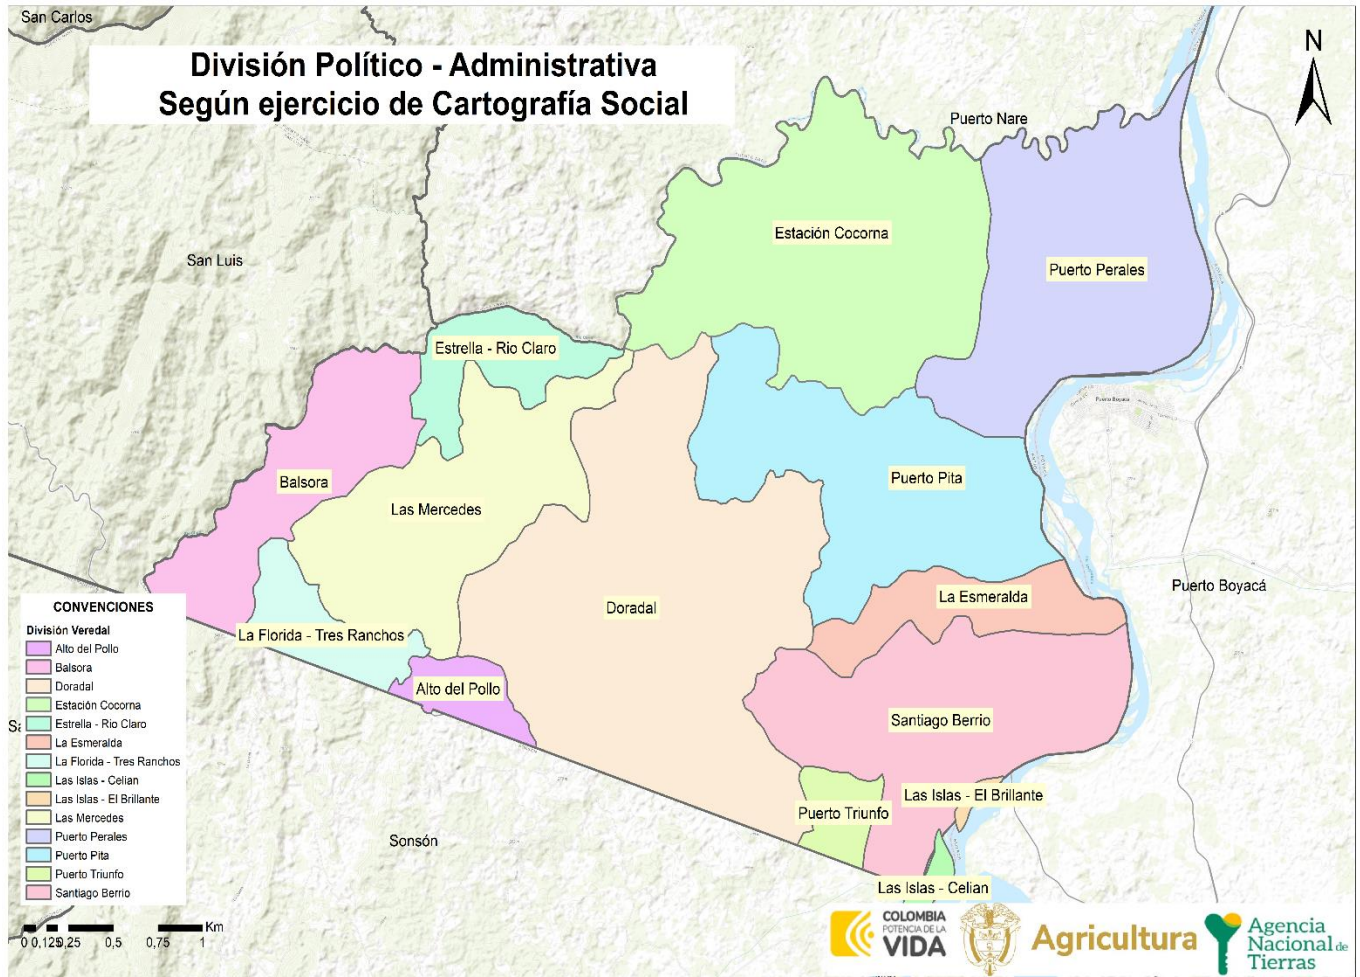 San Carlos
División Político - Administrativa
Según ejercicio de Cartografía Social
N
Puerto Nare
Estación Cocorna
San Luis
Puerto Perales
Estrella - Rio Claro
Puerto Boyaca
Balsora
Puerto Pita
Las Mercedes
Puerto Boyacá
La Esmeralda
Doradal
La Florida - Tres Ranchos
Alto del Pollo
Santiago Berrio
Las Islas - El Brillante
Puerto Triunfo
Sonsón
Las Islas - Celian
CONVENCIONES
División Veredal
Alto del Pollo
Balsora
Doradal
Estación Cocorna
Estrella - Rio Claro
La Esmeralda
La Florida - Tres Ranchos
Las Islas - Celian
Las Islas - El Brillante
Las Mercedes
Puerto Perales
Puerto Pita
Puerto Triunfo
Santiago Berrio
Km
0 0,125 0,25 0,5 0,75 1
COLOMBIA
POTENCIA DE LA
VIDA
Agricultura
Agencia
Nacional de
Tierras